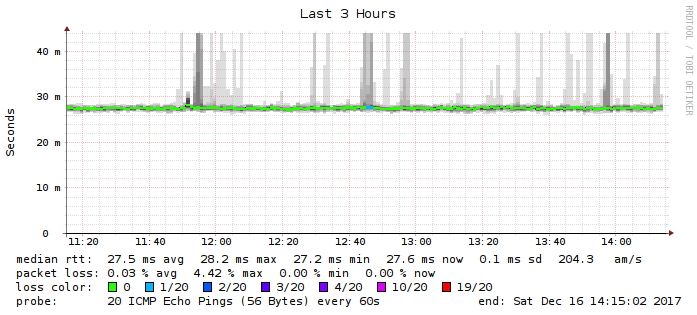 Last 3 Hours
RRDTOOL / TOBI OETIKER
Seconds
40 m
30 m
20 m
10 m
0
11:20 11:40 12:00 12:20 12:40 13:00 13:20 13:40 14:00
median rtt: 27.5 ms avg 28.2 ms max 27.2 ms min 27.6 ms now 0.1 ms sd 204.3 am/s
packet loss: 0.03 % avg 4.42 % max 0.00 % min 0.00 % now
loss color: 0 1/20 2/20 3/20 4/20 10/20 19/20
probe: 20 ICMP Echo Pings (56 Bytes) every 60s end: Sat Dec 16 14:15:02 2017